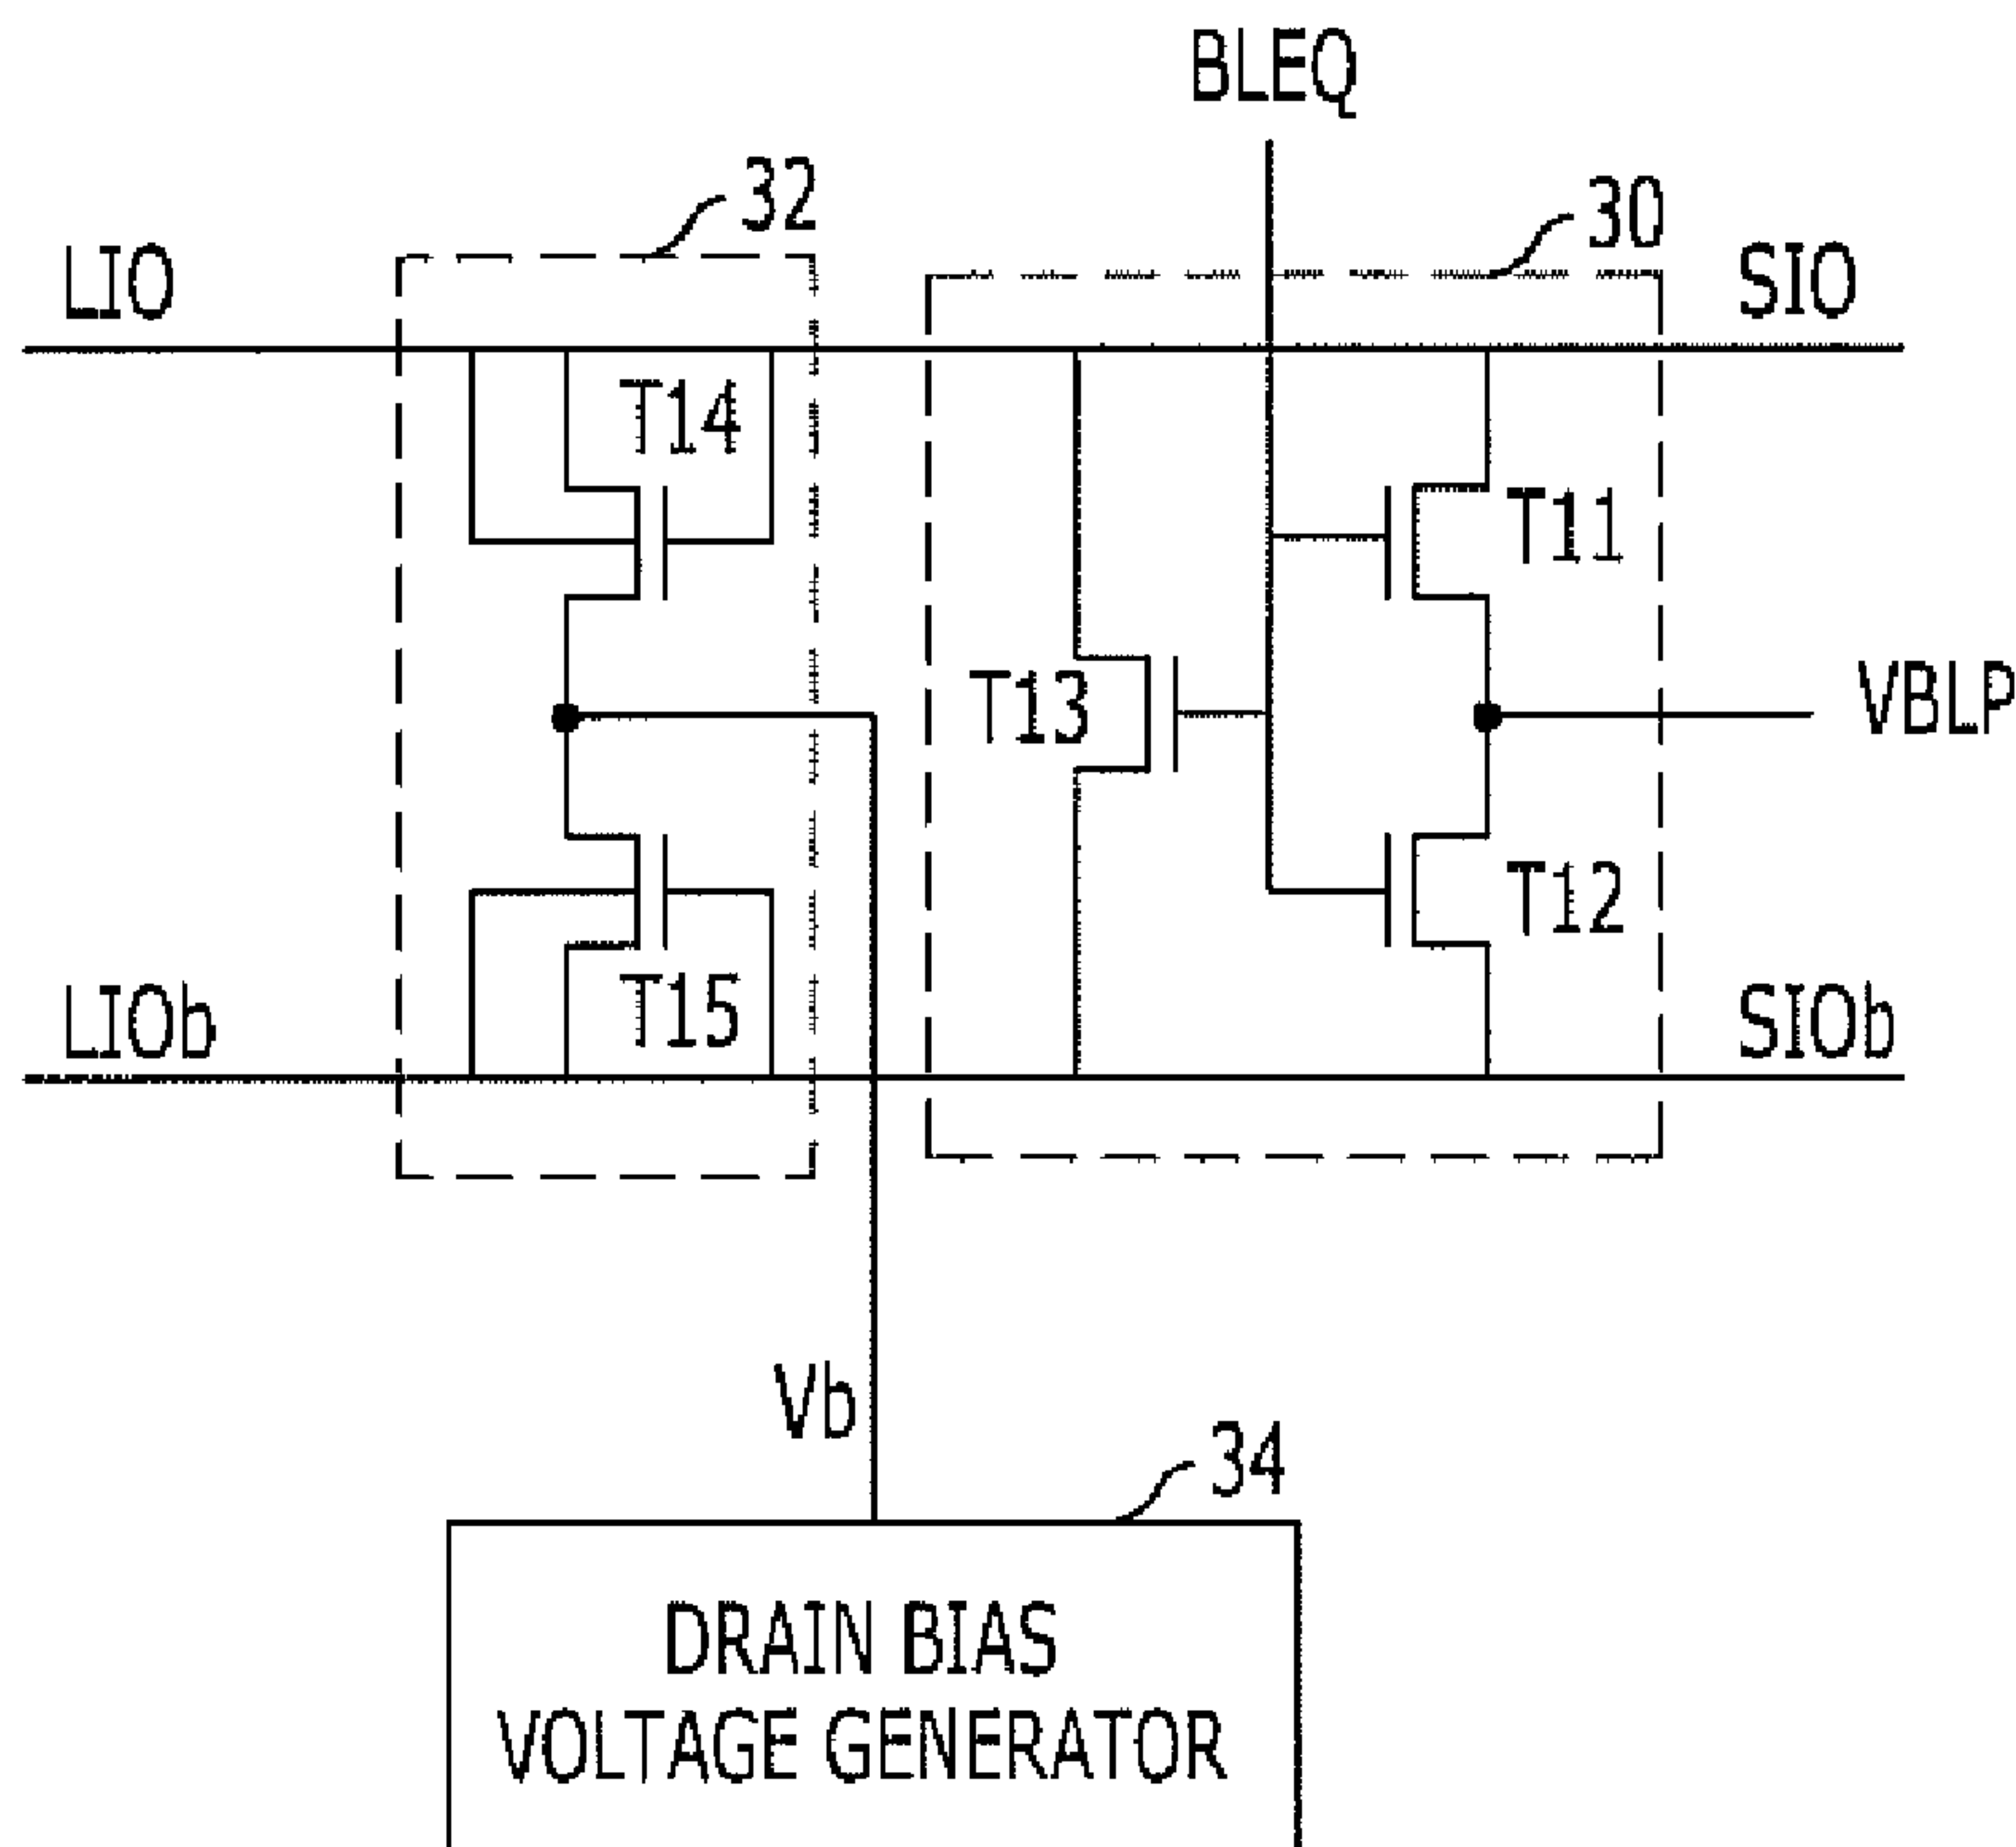 BLEQ
32
30
LIO
SIO
T14
T11
T13
VBLP
T12
T15
LIOb
SIOb
Vb
34
DRAIN BIAS
VOLTAGE GENERATOR